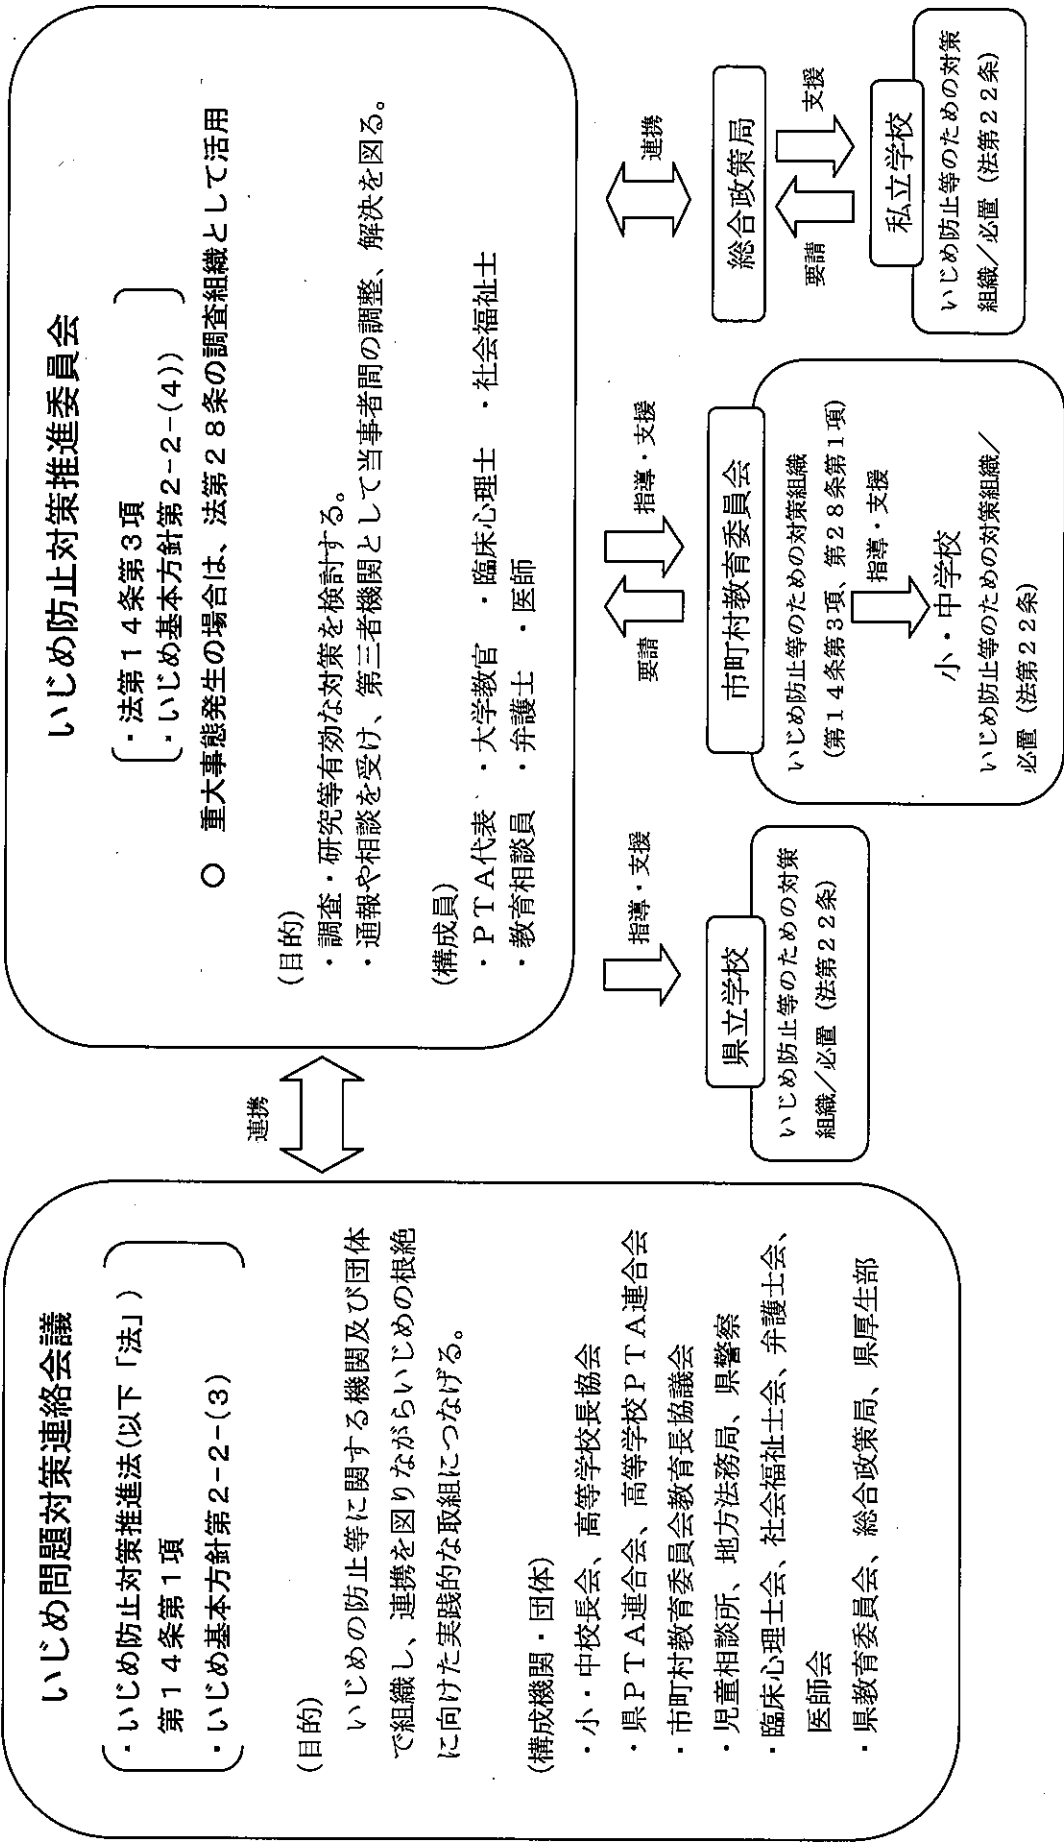 いじめ問題対策連絡会議
・いじめ防止対策推進法(以下「法」)
第１４条第１項
・いじめ基本方針第２-２-(３)
(目的)
いじめの防止等に関する機関及び団体
で組織し、連携を図りながらいじめの根絶
に向けた実践的な取組につなげる。
(構成機関・団体)
・小・中校長会、高等学校長協会
・県ＰＴＡ連合会、高等学校ＰＴＡ連合会
・市町村教育委員会教育長協議会
・児童相談所、地方法務局、県警察
・臨床心理士会、社会福祉士会、弁護士会、
医師会
・県教育委員会、総合政策局、県厚生部
連携
いじめ防止対策推進委員会
・法第１４条第３項
・いじめ基本方針第２-２-(４))
○ 重大事態発生の場合は、法第２８条の調査組織として活用
(目的)
・調査・研究等有効な対策を検討する。
・通報や相談を受け、第三者機関として当事者間の調整、解決を図る。
(構成員)
・ＰＴＡ代表 ・大学教官 ・臨床心理士 ・社会福祉士
・教育相談員 ・弁護士 ・医師
指導・支援
県立学校
いじめ防止等のための対策
組織／必置（法第２２条）
要請
指導・支援
市町村教育委員会
いじめ防止等のための対策組織
（第１４条第３項、第２８条第１項）
指導・支援
小・中学校
いじめ防止等のための対策組織／
必置（法第２２条）
連携
総合政策局
要請
支援
私立学校
いじめ防止等のための対策
組織／必置（法第２２条）